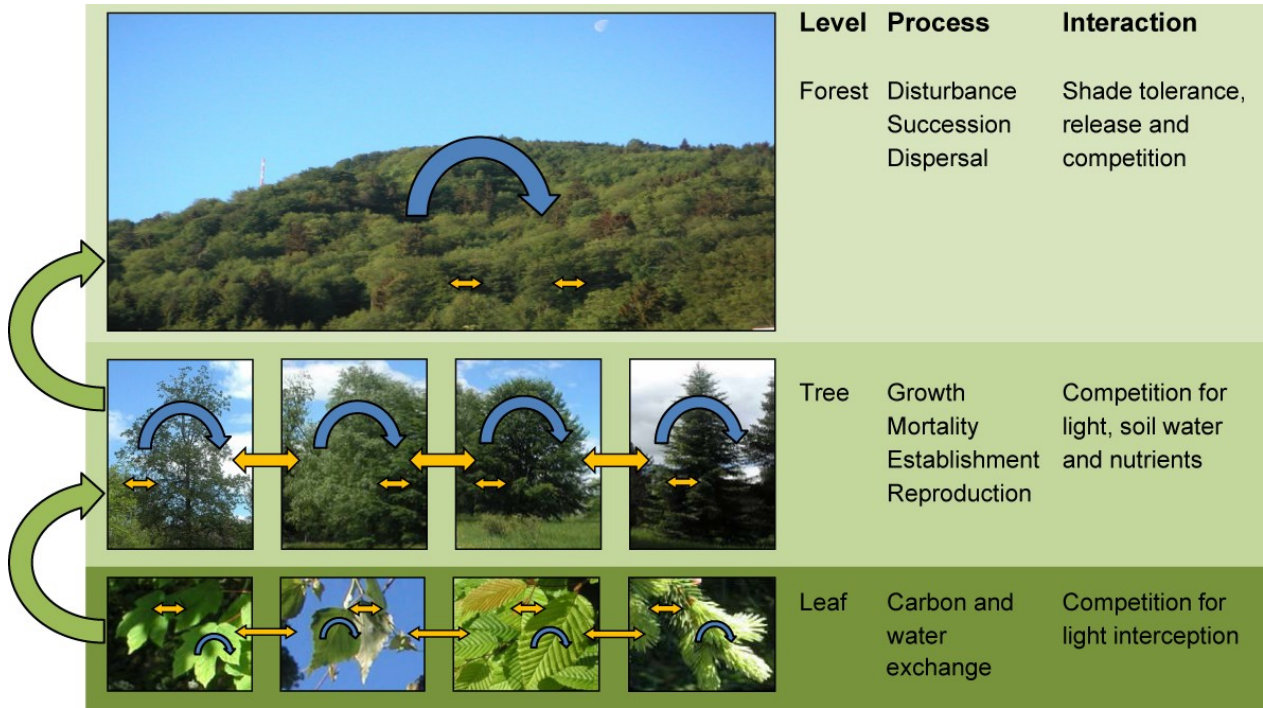 Level Process Interaction
Forest Disturbance Shade tolerance,
Succession release and
Dispersal competition
Tree Growth Competition for
Mortality light, soil water
Establishment and nutrients
Reproduction
Leaf Carbon and Competition for
water light interception
exchange